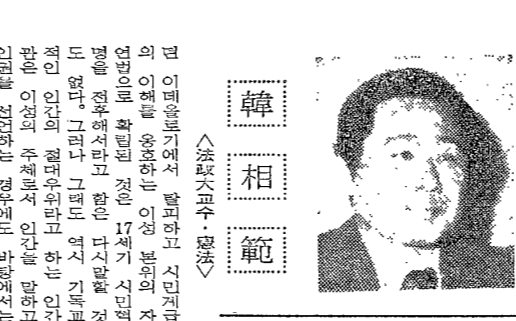 韓相範
〈法政大교수·憲法〉
던 이데올로기에서 탈피하고 시민계급
의 이해를 옹호하는 이성 본위의 자
연법으로 확립된 것은 17세기 시민혁
명을 전후해서라고 함은 다시말할 것
도 없다. 그러나 그래도 역시 기독교
적인 인간의 절대우위라고 하는 인간
관은 이성의 주체로서 인간을 말하고
인권을 선언하는 경우에도 바탕에서는